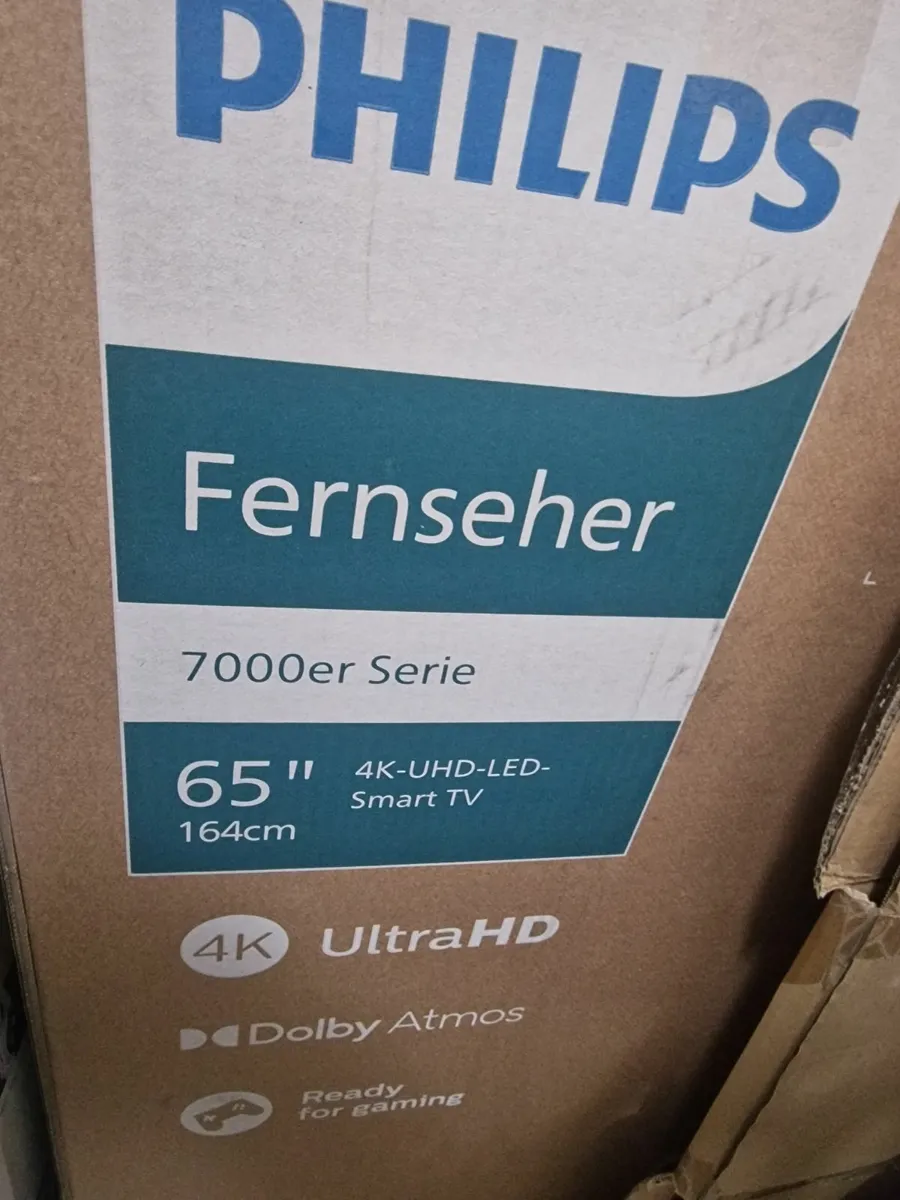 PHILIPS
Fernseher
7000er Serie
65"
164cm
4K-UHD-LED-
Smart TV
4K UltraHD
Dolby Atmos
Ready
for gaming